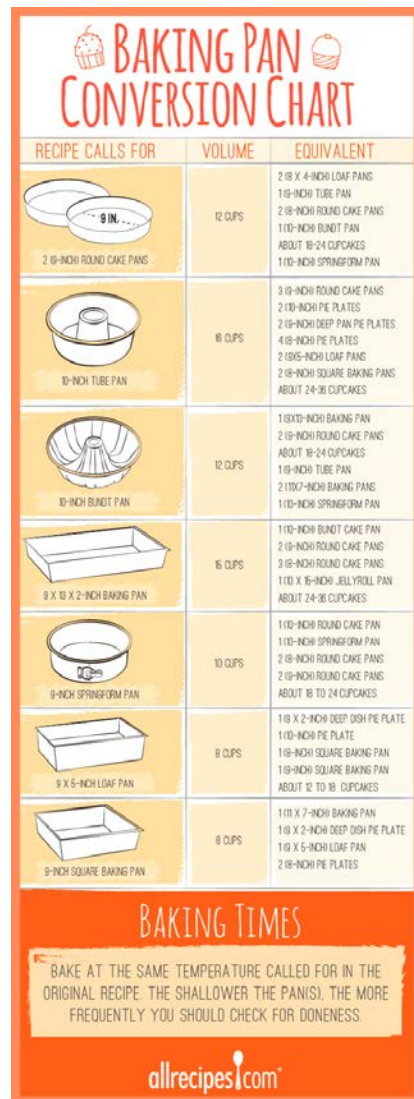 BAKING PAN
CONVERSION CHART
RECIPE CALLS FOR
VOLUME
EQUIVALENT
9 IN.
2 (9-INCH) ROUND CAKE PANS
12 CUPS
2 (8 X 4-INCH) LOAF PANS
1 (9-INCH) TUBE PAN
2 (8-INCH) ROUND CAKE PANS
1 (10-INCH) BUNDT PAN
ABOUT 18-24 CUPCAKES
1 (10-INCH) SPRINGFORM PAN
10-INCH TUBE PAN
16 CUPS
3 (9-INCH) ROUND CAKE PANS
2 (10-INCH) PIE PLATES
2 (9-INCH) DEEP PAN PIE PLATES
4 (8-INCH) PIE PLATES
2 (9X5-INCH) LOAF PANS
2 (8-INCH) SQUARE BAKING PANS
ABOUT 24-36 CUPCAKES
10-INCH BUNDT PAN
12 CUPS
1 (9X13-INCH) BAKING PAN
2 (9-INCH) ROUND CAKE PANS
ABOUT 18-24 CUPCAKES
1 (9-INCH) TUBE PAN
2 (11X7-INCH) BAKING PANS
1 (10-INCH) SPRINGFORM PAN
9 X 13 X 2-INCH BAKING PAN
15 CUPS
1 (10-INCH) BUNDT CAKE PAN
2 (9-INCH) ROUND CAKE PANS
3 (8-INCH) ROUND CAKE PANS
1 (10 X 15-INCH) JELLYROLL PAN
ABOUT 24-36 CUPCAKES
9-INCH SPRINGFORM PAN
10 CUPS
1 (10-INCH) ROUND CAKE PAN
1 (10-INCH) SPRINGFORM PAN
2 (8-INCH) ROUND CAKE PANS
2 (9-INCH) ROUND CAKE PANS
ABOUT 18 TO 24 CUPCAKES
9 X 5-INCH LOAF PAN
8 CUPS
1 (9 X 2-INCH) DEEP DISH PIE PLATE
1 (10-INCH) PIE PLATE
1 (8-INCH) SQUARE BAKING PAN
1 (9-INCH) SQUARE BAKING PAN
ABOUT 12 TO 18 CUPCAKES
9-INCH SQUARE BAKING PAN
8 CUPS
1 (11 X 7-INCH) BAKING PAN
1 (9 X 2-INCH) DEEP DISH PIE PLATE
1 (9 X 5-INCH) LOAF PAN
2 (8-INCH) PIE PLATES
BAKING TIMES
BAKE AT THE SAME TEMPERATURE CALLED FOR IN THE
ORIGINAL RECIPE. THE SHALLOWER THE PAN(S), THE MORE
FREQUENTLY YOU SHOULD CHECK FOR DONENESS.
allrecipes.com